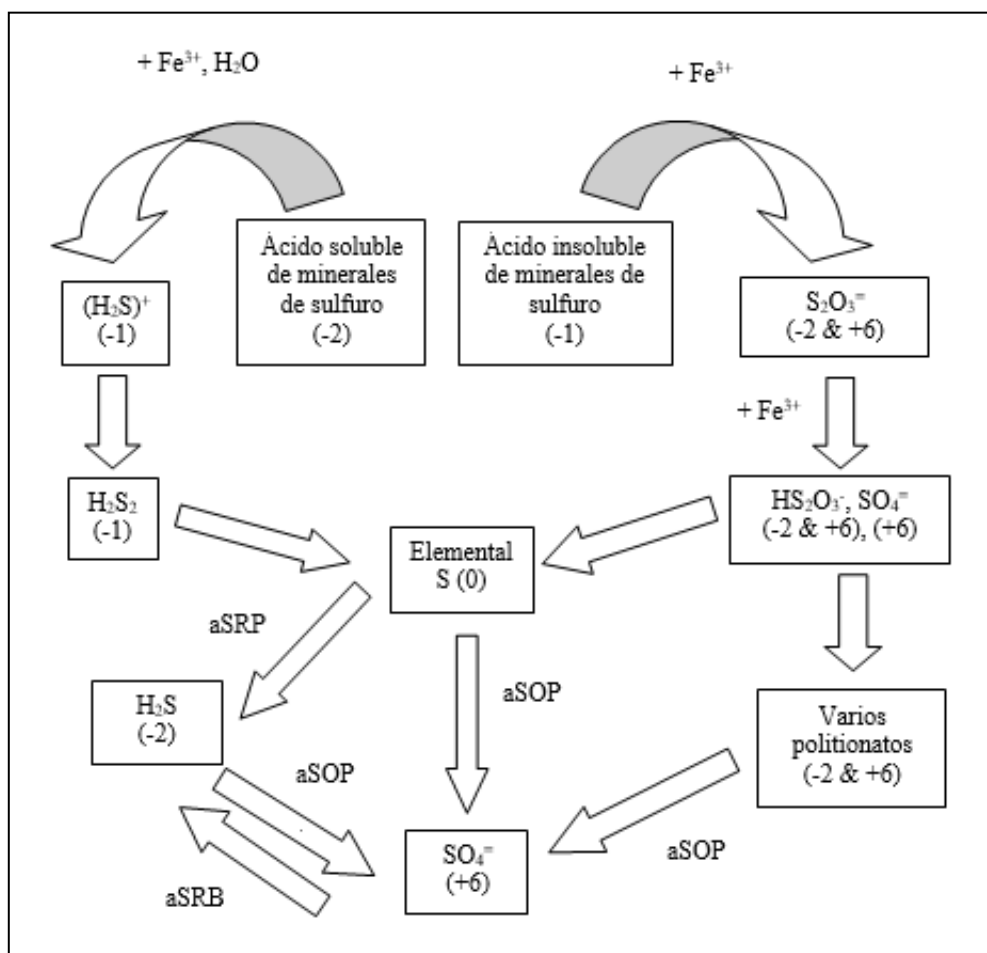 + Fe³⁺, H₂O
+ Fe³⁺
Ácido soluble
de minerales
de sulfuro
(-2)
Ácido insoluble
de minerales de
sulfuro
(-1)
(H₂S)⁺
(-1)
S₂O₃⁼
(-2 & +6)
+ Fe³⁺
H₂S₂
(-1)
HS₂O₃⁻, SO₄⁼
(-2 & +6), (+6)
Elemental
S (0)
aSRP
H₂S
(-2)
aSOP
Varios
politionatos
(-2 & +6)
aSOP
SO₄⁼
(+6)
aSOP
aSRB